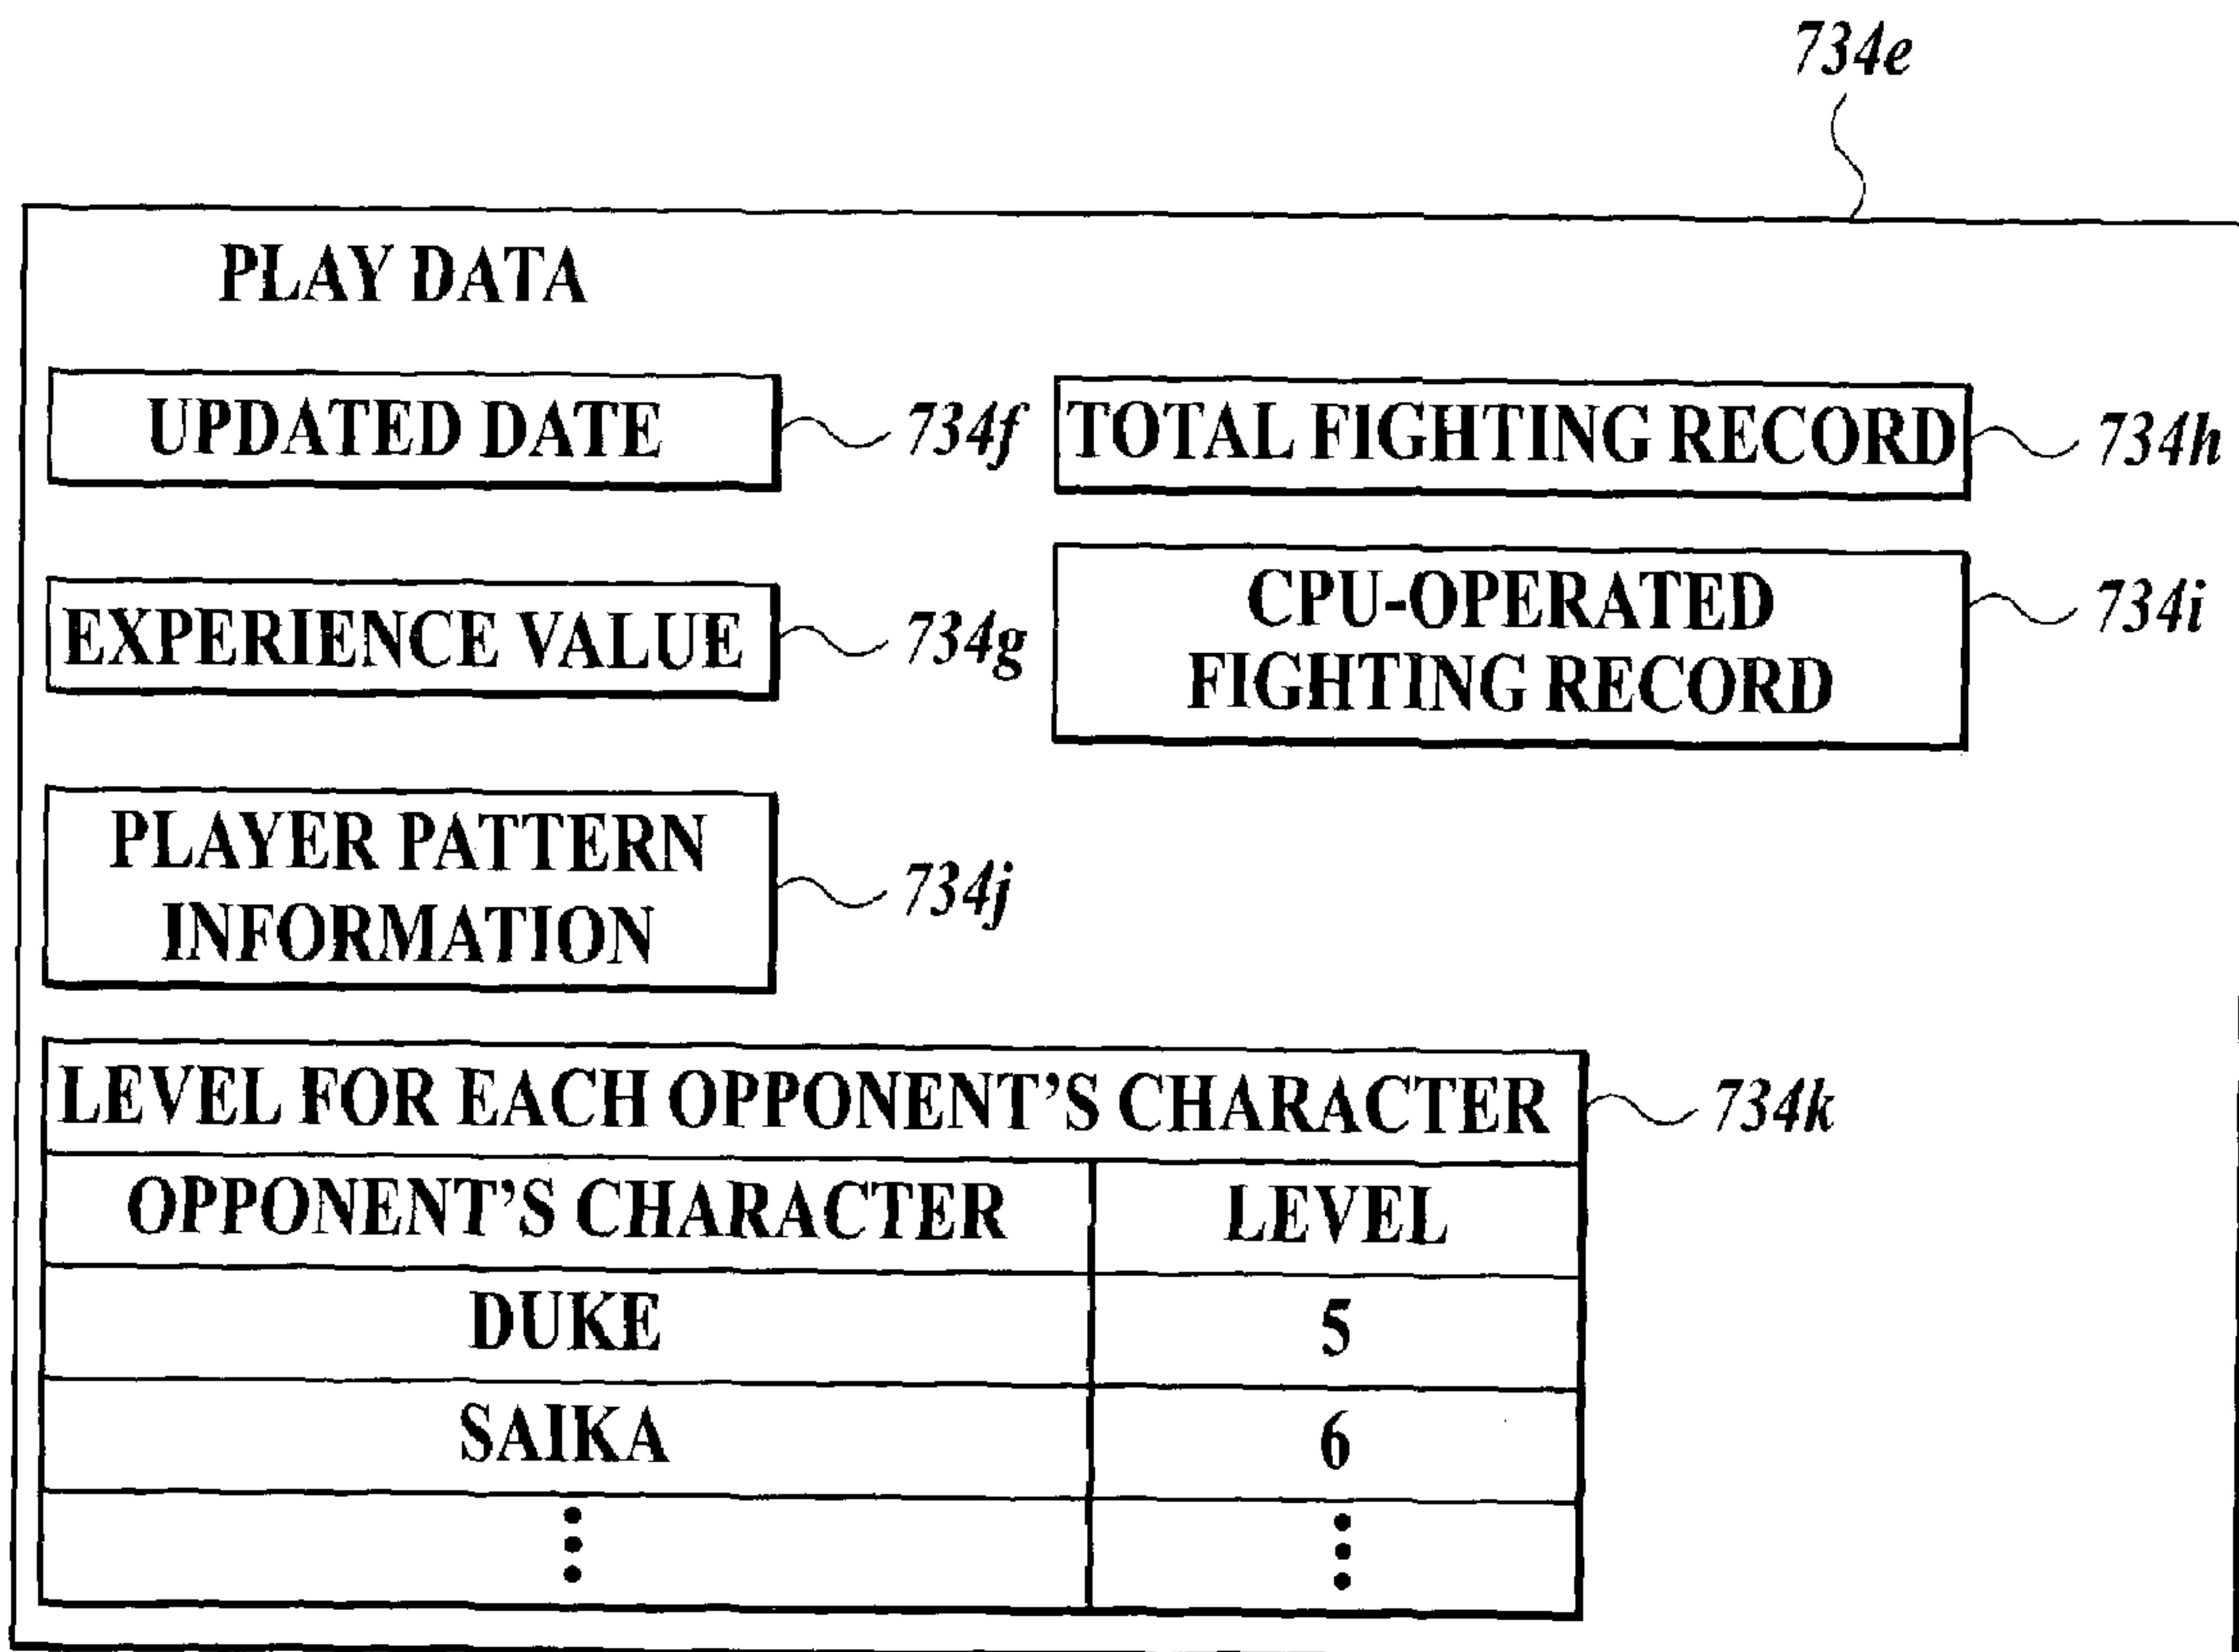 734e
PLAY DATA
UPDATED DATE
734f
TOTAL FIGHTING RECORD
734h
EXPERIENCE VALUE
734g
CPU-OPERATED
FIGHTING RECORD
734i
PLAYER PATTERN
INFORMATION
734j
LEVEL FOR EACH OPPONENT'S CHARACTER
734k
OPPONENT'S CHARACTER LEVEL
DUKE 5
SAIKA 6